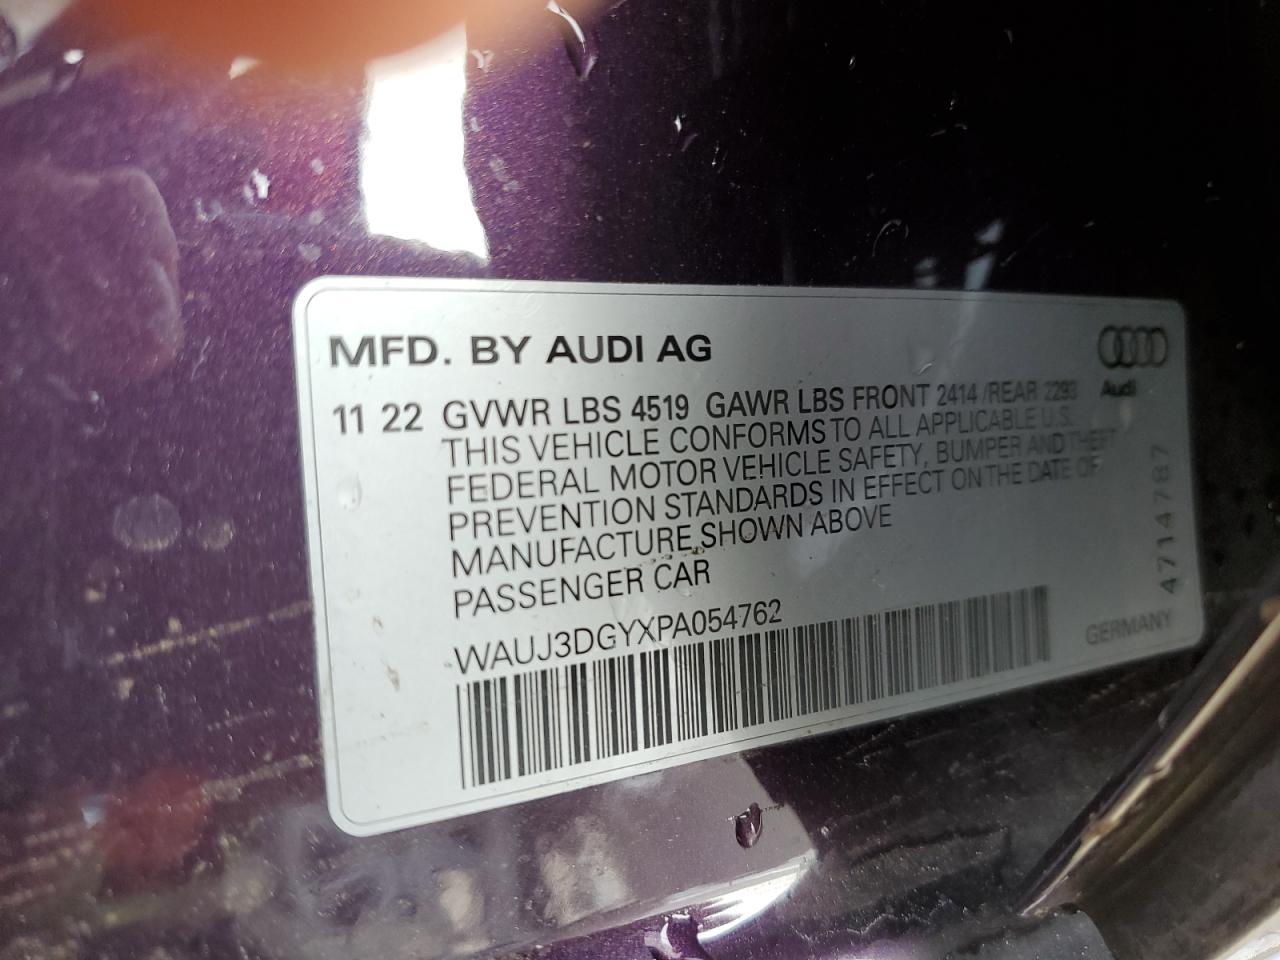 MFD. BY AUDI AG
Audi
11 22 GVWR LBS 4519 GAWR LBS FRONT 2414 /REAR 2293
THIS VEHICLE CONFORMS TO ALL APPLICABLE U.S.
FEDERAL MOTOR VEHICLE SAFETY, BUMPER AND THEFT
PREVENTION STANDARDS IN EFFECT ON THE DATE OF
MANUFACTURE SHOWN ABOVE
PASSENGER CAR
WAUJ3DGYXPA054762
4714787
GERMANY